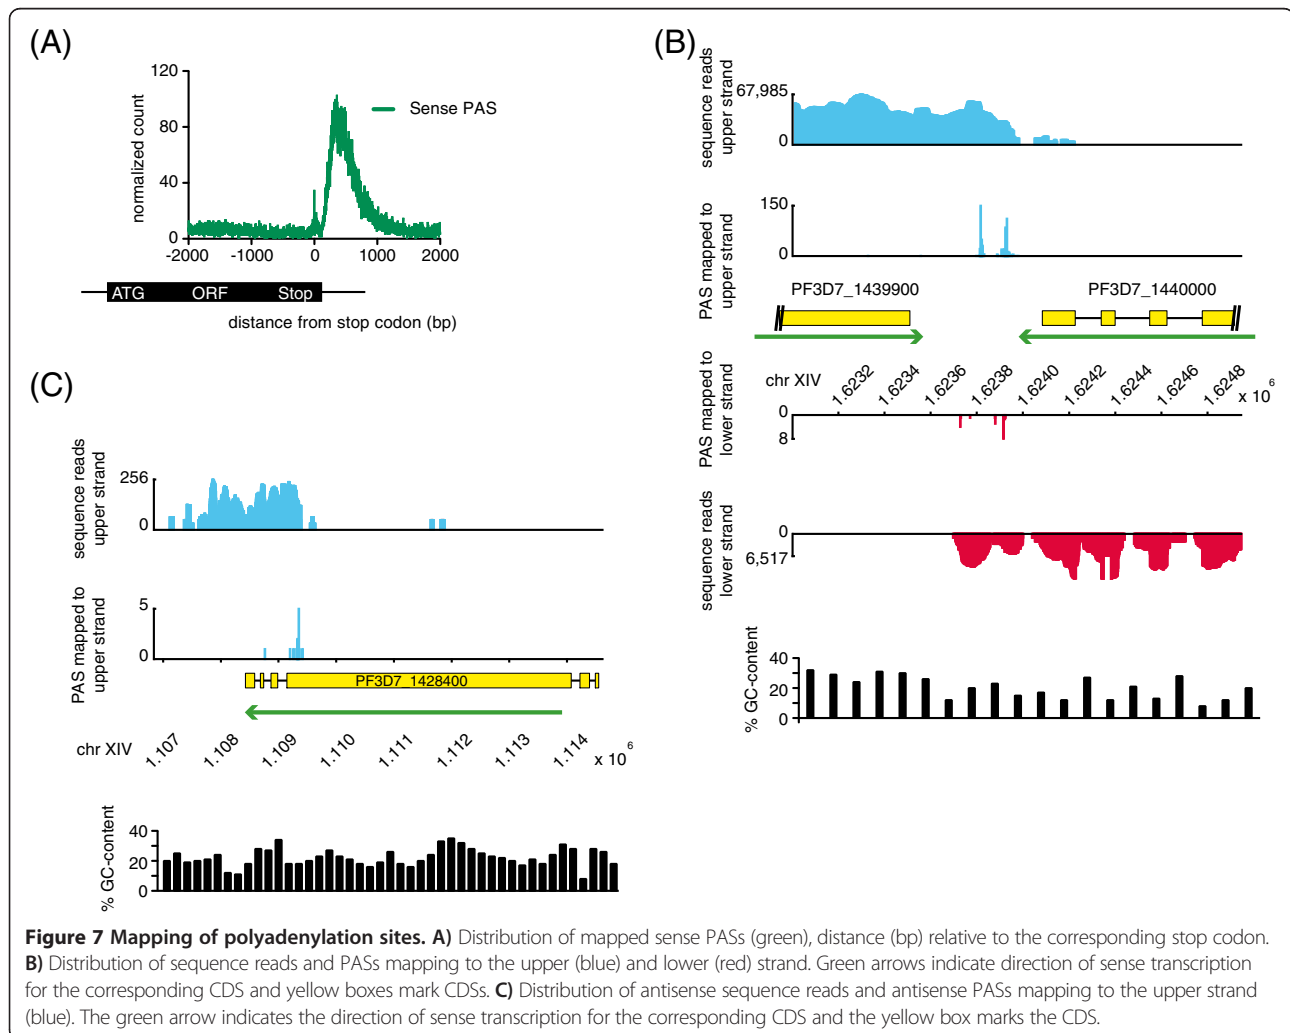 (A)
120
80
40
0
normalized count
Sense PAS
-2000 -1000 0 1000 2000
ATG ORF Stop
distance from stop codon (bp)
(B)
67,985
0
sequence reads
upper strand
150
0
PAS mapped to
upper strand
PF3D7_1439900 PF3D7_1440000
chr XIV
1.6232 1.6234 1.6236 1.6238 1.6240 1.6242 1.6244 1.6246 1.6248
x 10^6
0
8
PAS mapped to
lower strand
0
6,517
sequence reads
lower strand
40
20
0
% GC-content
(C)
256
0
sequence reads
upper strand
5
0
PAS mapped to
upper strand
PF3D7_1428400
chr XIV
1.107 1.108 1.109 1.110 1.111 1.112 1.113 1.114
x 10^6
40
20
0
% GC-content
Figure 7 Mapping of polyadenylation sites. A) Distribution of mapped sense PASs (green), distance (bp) relative to the corresponding stop codon.
B) Distribution of sequence reads and PASs mapping to the upper (blue) and lower (red) strand. Green arrows indicate direction of sense transcription
for the corresponding CDS and yellow boxes mark CDSs. C) Distribution of antisense sequence reads and antisense PASs mapping to the upper strand
(blue). The green arrow indicates the direction of sense transcription for the corresponding CDS and the yellow box marks the CDS.